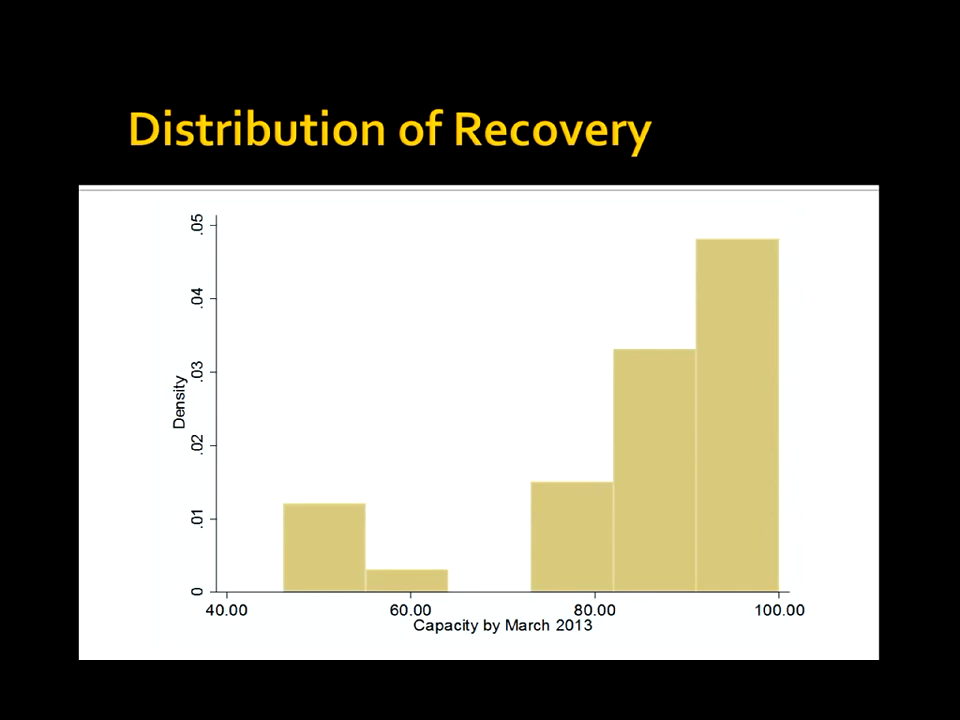 Distribution of Recovery
.05
.04
.03
.02
.01
0
Density
40.00 60.00 80.00 100.00
Capacity by March 2013